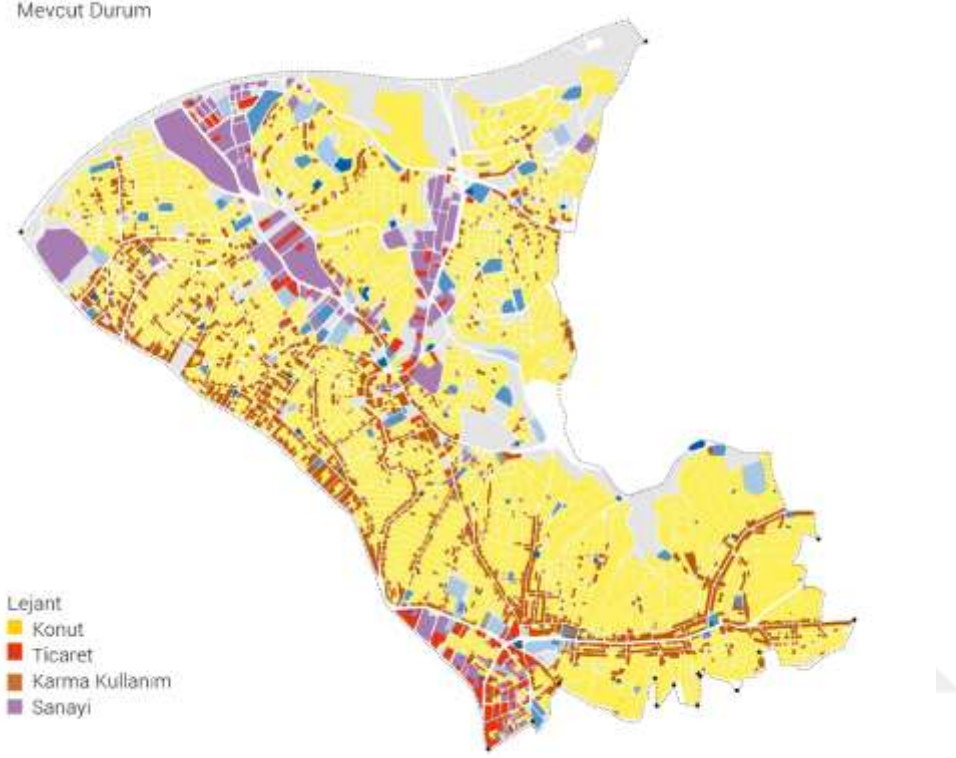 Mevcut Durum
Lejant
Konut
Ticaret
Karma Kullanım
Sanayi